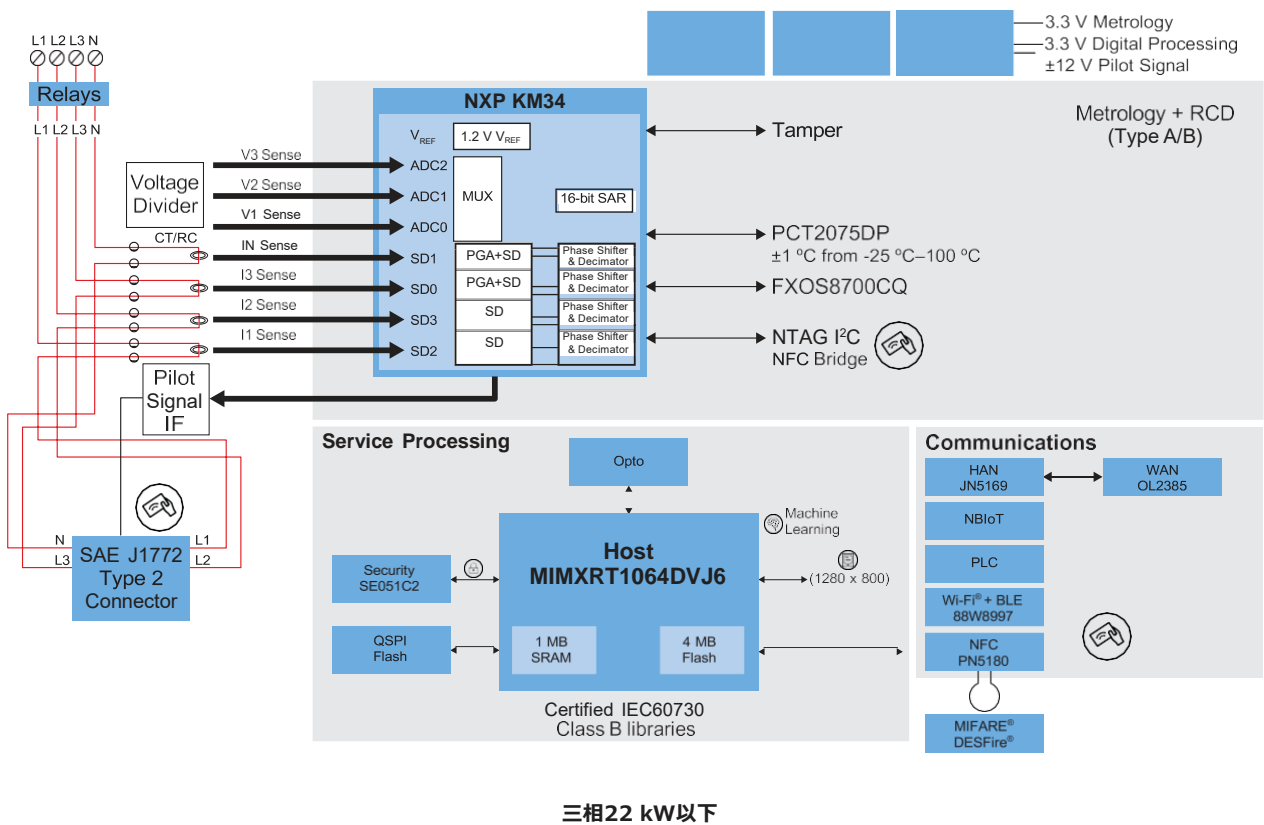 3.3 V Metrology
3.3 V Digital Processing
±12 V Pilot Signal
L1 L2 L3 N
Relays
L1 L2 L3 N
NXP KM34
Metrology + RCD
(Type A/B)
VREF
1.2 V VREF
Tamper
Voltage
Divider
V3 Sense
V2 Sense
V1 Sense
CT/RC
IN Sense
I3 Sense
I2 Sense
I1 Sense
ADC2
ADC1
ADC0
SD1
SD0
SD3
SD2
MUX
16-bit SAR
PGA+SD
PGA+SD
SD
SD
Phase Shifter
& Decimator
Phase Shifter
& Decimator
Phase Shifter
& Decimator
Phase Shifter
& Decimator
PCT2075DP
±1 ºC from -25 ºC–100 ºC
FXOS8700CQ
NTAG I²C
NFC Bridge
Pilot
Signal
IF
N
L3
L1
L2
SAE J1772
Type 2
Connector
Service Processing
Opto
Machine
Learning
Host
MIMXRT1064DVJ6
(1280 x 800)
Security
SE051C2
QSPI
Flash
1 MB
SRAM
4 MB
Flash
Certified IEC60730
Class B libraries
Communications
HAN
JN5169
WAN
OL2385
NBIoT
PLC
Wi-Fi® + BLE
88W8997
NFC
PN5180
MIFARE®
DESFire®
三相22 kW以下